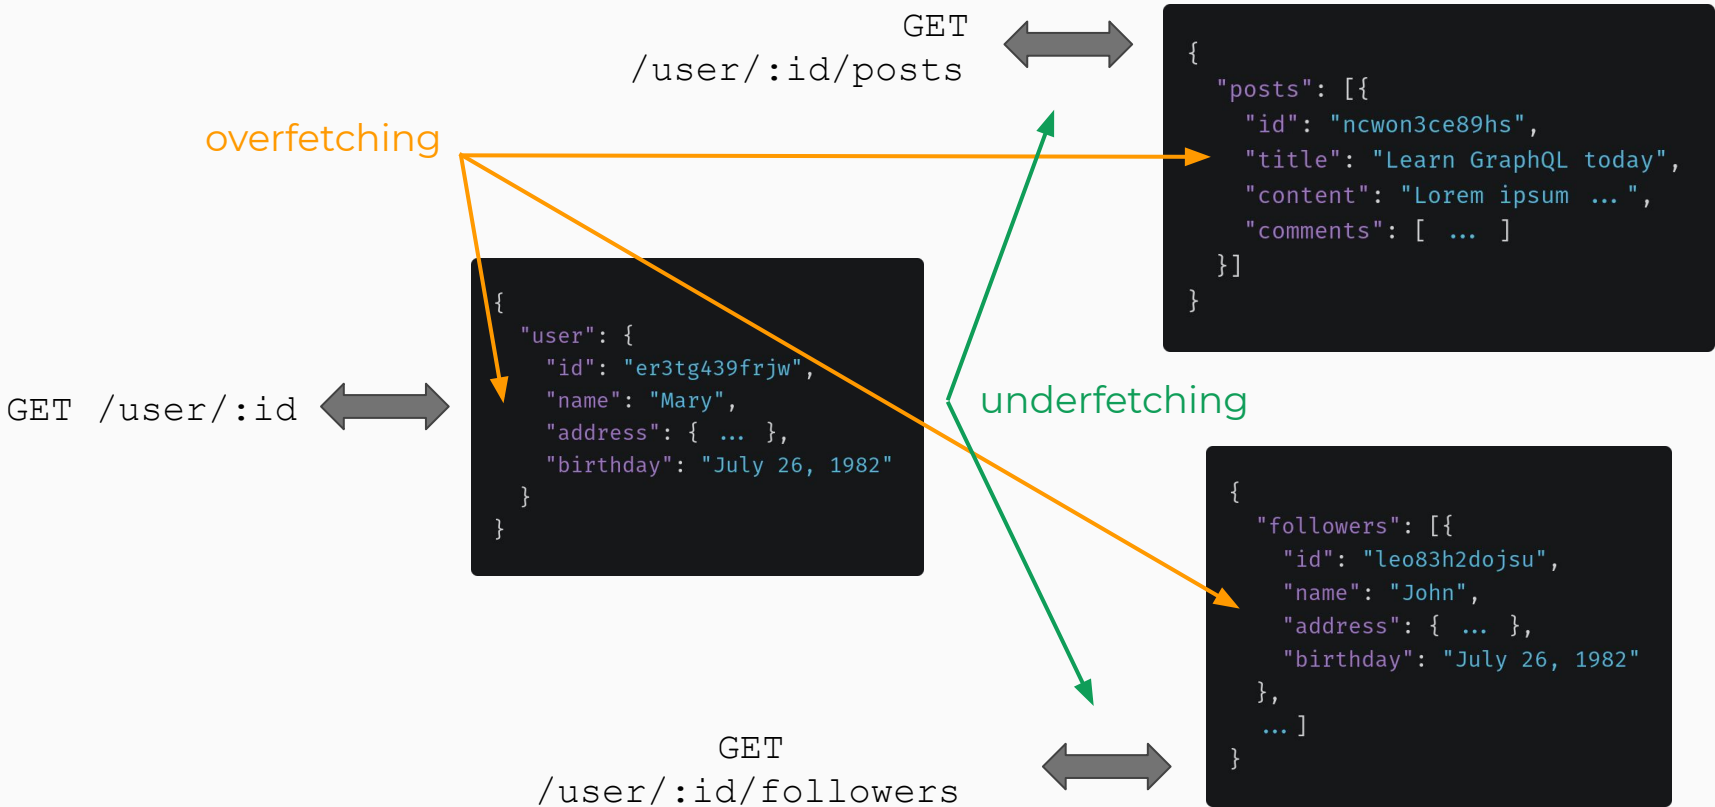 GET
/user/:id/posts
{
"posts": [{
"id": "ncwon3ce89hs",
"title": "Learn GraphQL today",
"content": "Lorem ipsum ...",
"comments": [ ... ]
}]
}
overfetching
GET /user/:id
{
"user": {
"id": "er3tg439frjw",
"name": "Mary",
"address": { ... },
"birthday": "July 26, 1982"
}
}
underfetching
GET
/user/:id/followers
{
"followers": [{
"id": "leo83h2dojsu",
"name": "John",
"address": { ... },
"birthday": "July 26, 1982"
},
...]
}